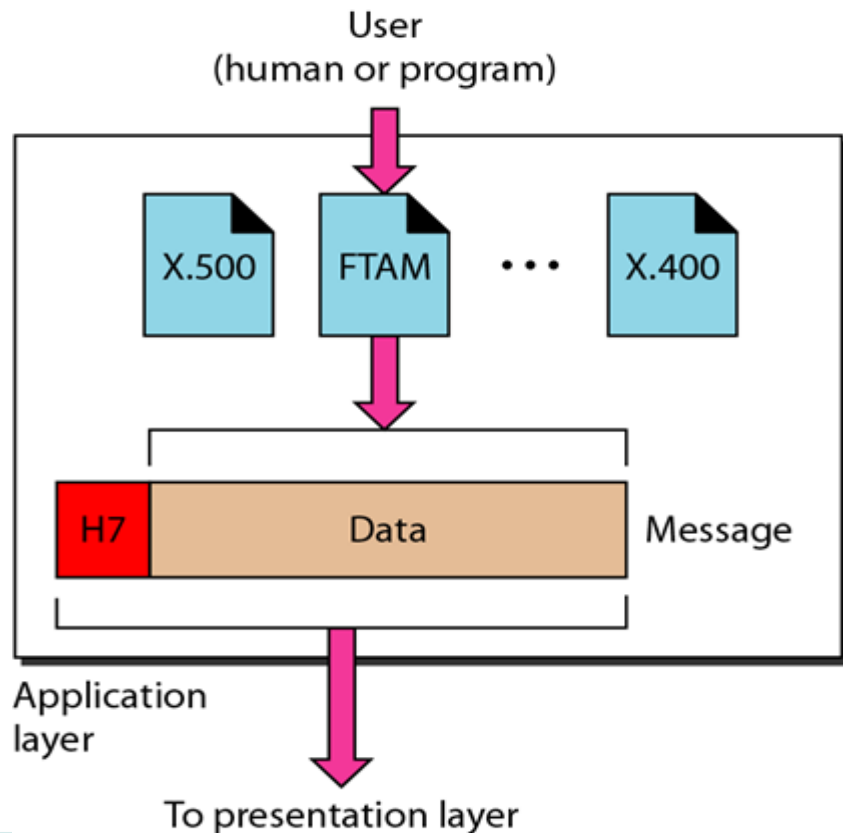 User
(human or program)
X.500 FTAM ... X.400
H7 Data Message
Application
layer
To presentation layer